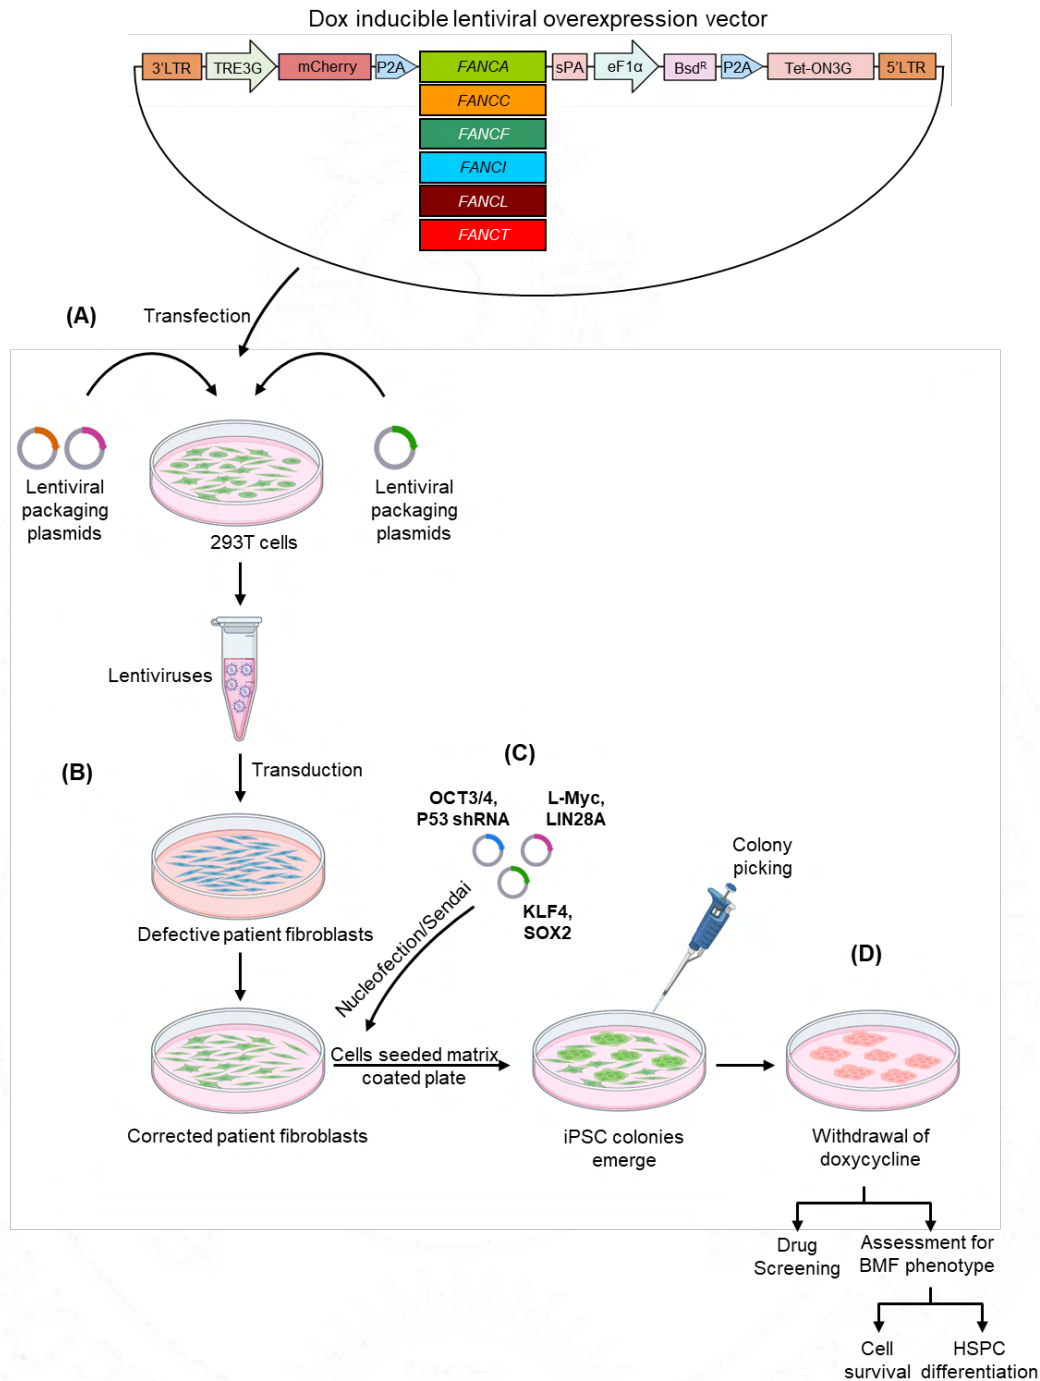 Dox inducible lentiviral overexpression vector
3'LTR TRE3G mCherry P2A FANCA sPA eF1α Bsdᴿ P2A Tet-ON3G 5'LTR
FANCC
FANCF
FANCI
FANCL
FANCT
(A)
Transfection
Lentiviral
packaging
plasmids
293T cells
Lentiviral
packaging
plasmids
Lentiviruses
(B)
Transduction
Defective patient fibroblasts
Corrected patient fibroblasts
(C)
OCT3/4,
P53 shRNA
L-Myc,
LIN28A
KLF4,
SOX2
Nucleofection/Sendai
Cells seeded matrix
coated plate
Colony
picking
iPSC colonies
emerge
(D)
Withdrawal of
doxycycline
Drug
Screening
Assessment for
BMF phenotype
Cell
survival
HSPC
differentiation